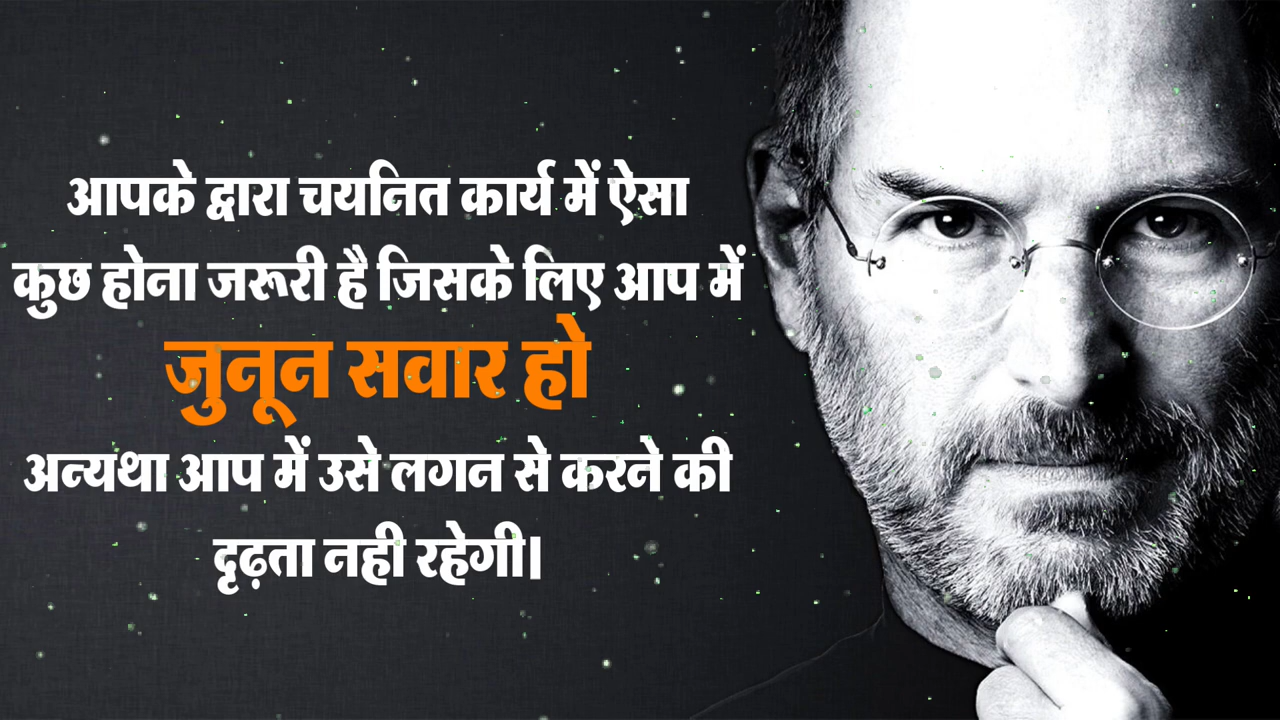 आपके द्वारा चयनित कार्य में ऐसा
कुछ होना जरूरी है जिसके लिए आप में
जुनून सवार हो
अन्यथा आप में उसे लगन से करने की
दृढ़ता नही रहेगी।